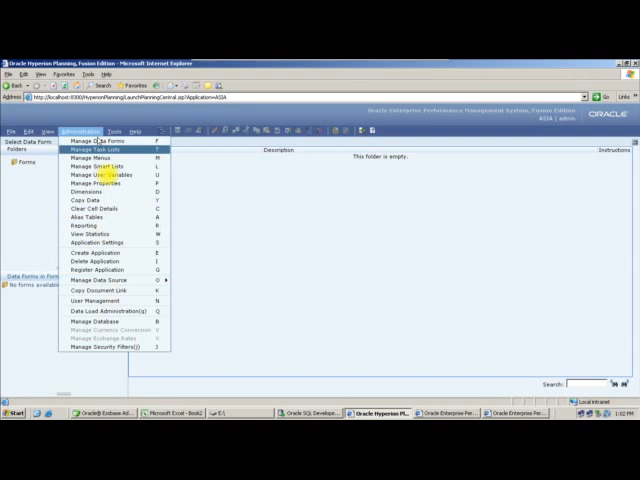 Oracle Hyperion Planning, Fusion Edition - Microsoft Internet Explorer
File Edit View Favorites Tools Help
Back Search Favorites
Address http://localhost:8300/HyperionPlanning/LaunchPlanningCentral.jsp?Application=ASIA Go Links
Oracle Enterprise Performance Management System, Fusion Edition
ASIA | admin
ORACLE
File Edit View Administration Tools Help
Select Data Form:
Folders
Forms
Description
Instructions
This folder is empty.
Manage Data Forms F
Manage Task Lists T
Manage Menus M
Manage Smart Lists L
Manage User Variables U
Manage Properties P
Dimensions D
Copy Data Y
Clear Cell Details C
Alias Tables A
Reporting R
View Statistics W
Application Settings S
Create Application E
Delete Application I
Register Application G
Manage Data Source O
Copy Document Link K
User Management N
Data Load Administration(q) Q
Manage Database B
Manage Currency Conversion V
Manage Exchange Rates X
Manage Security Filters(j) J
Data Forms in Form
No forms available
Search:
Local intranet
Start
Oracle® Essbase Ad...
Microsoft Excel - Book2
E:\
Oracle SQL Develope...
Oracle Hyperion Pl...
Oracle Enterprise Per...
Oracle Enterprise Per...
1:02 PM